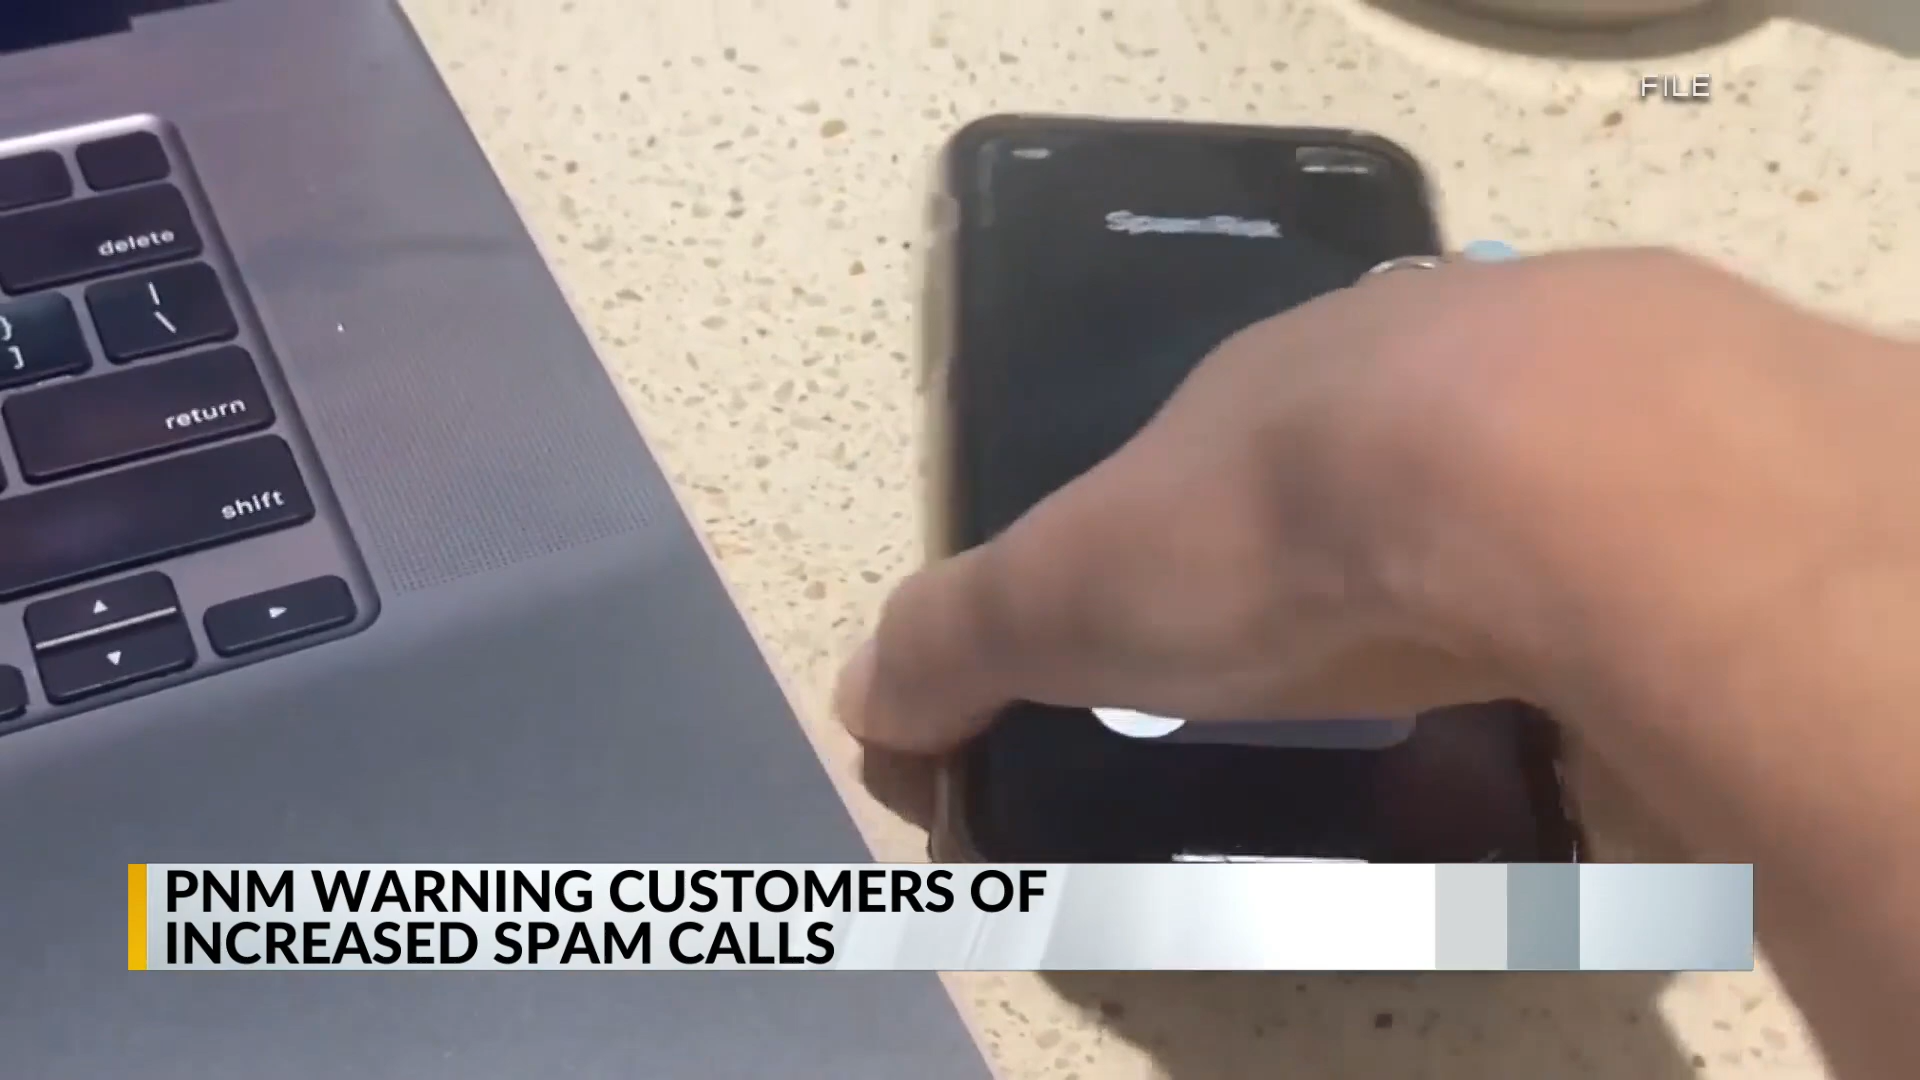 FILE
delete
|
\
}
]
return
shift
PNM WARNING CUSTOMERS OF
INCREASED SPAM CALLS